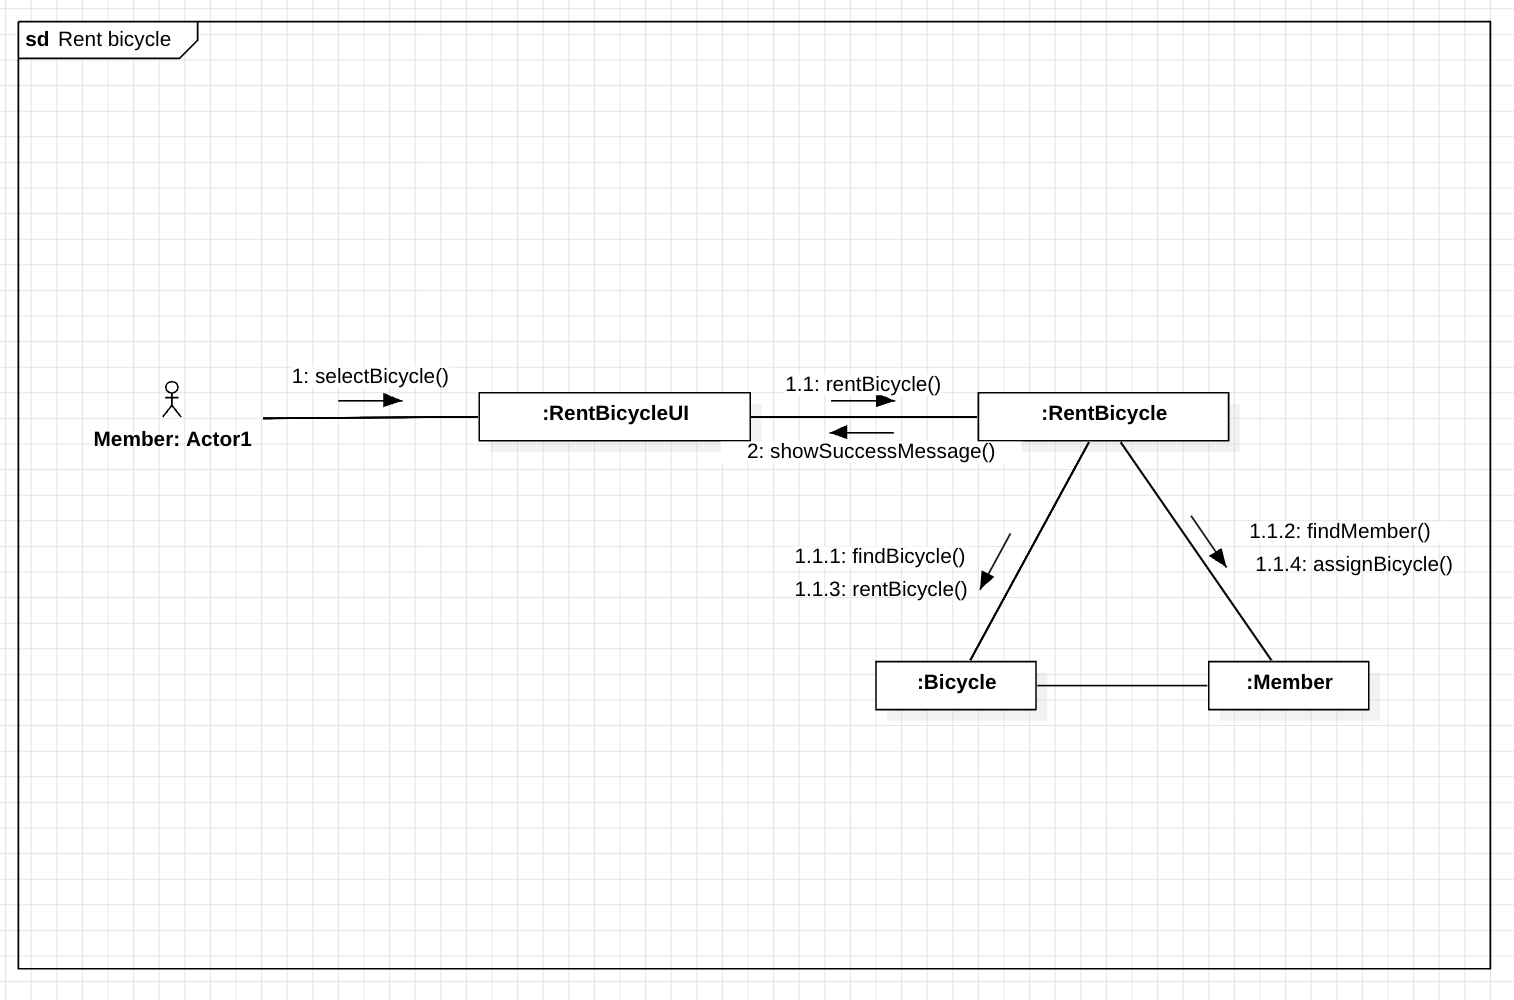 sd Rent bicycle
1: selectBicycle()
1.1: rentBicycle()
Member: Actor1
:RentBicycleUI
:RentBicycle
2: showSuccessMessage()
1.1.1: findBicycle()
1.1.3: rentBicycle()
1.1.2: findMember()
1.1.4: assignBicycle()
:Bicycle
:Member